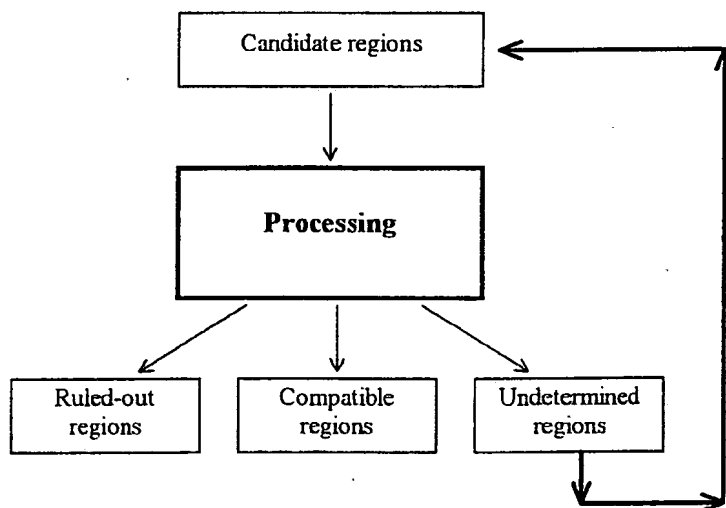 Candidate regions
Processing
Ruled-out
regions
Compatible
regions
Undetermined
regions